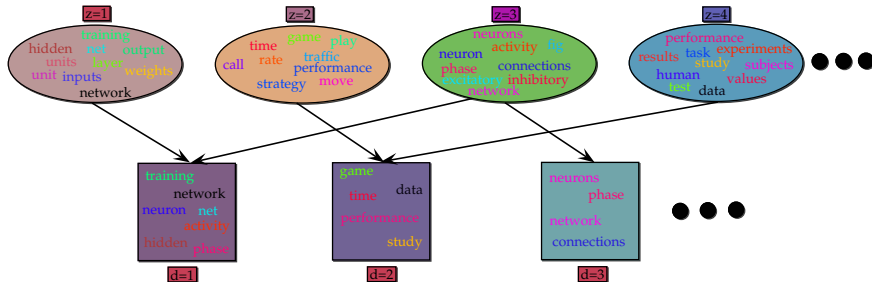 z=1
training
hidden
net
output
units
layer
unit
inputs
weights
network
z=2
game
time
play
rate
traffic
call
performance
strategy
move
z=3
neurons
activity
fig
neuron
phase
connections
excitatory
inhibitory
network
z=4
performance
task
experiments
results
study
subjects
human
values
test
data
training
network
neuron
net
activity
hidden
phase
d=1
game
time
data
performance
study
d=2
neurons
phase
network
connections
d=3